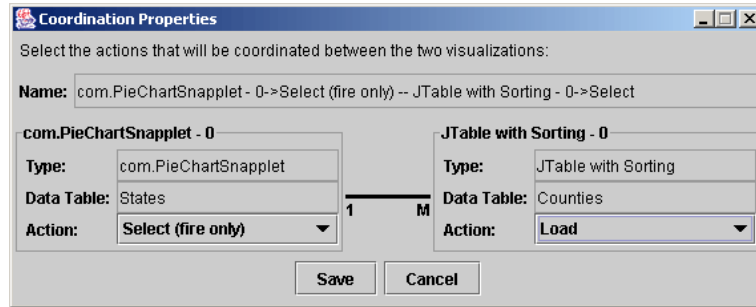 Coordination Properties
Select the actions that will be coordinated between the two visualizations:
Name: com.PieChartSnapplet - 0->Select (fire only) -- JTable with Sorting - 0->Select
com.PieChartSnapplet - 0
Type: com.PieChartSnapplet
Data Table: States
Action: Select (fire only)
1 M
JTable with Sorting - 0
Type: JTable with Sorting
Data Table: Counties
Action: Load
Save Cancel